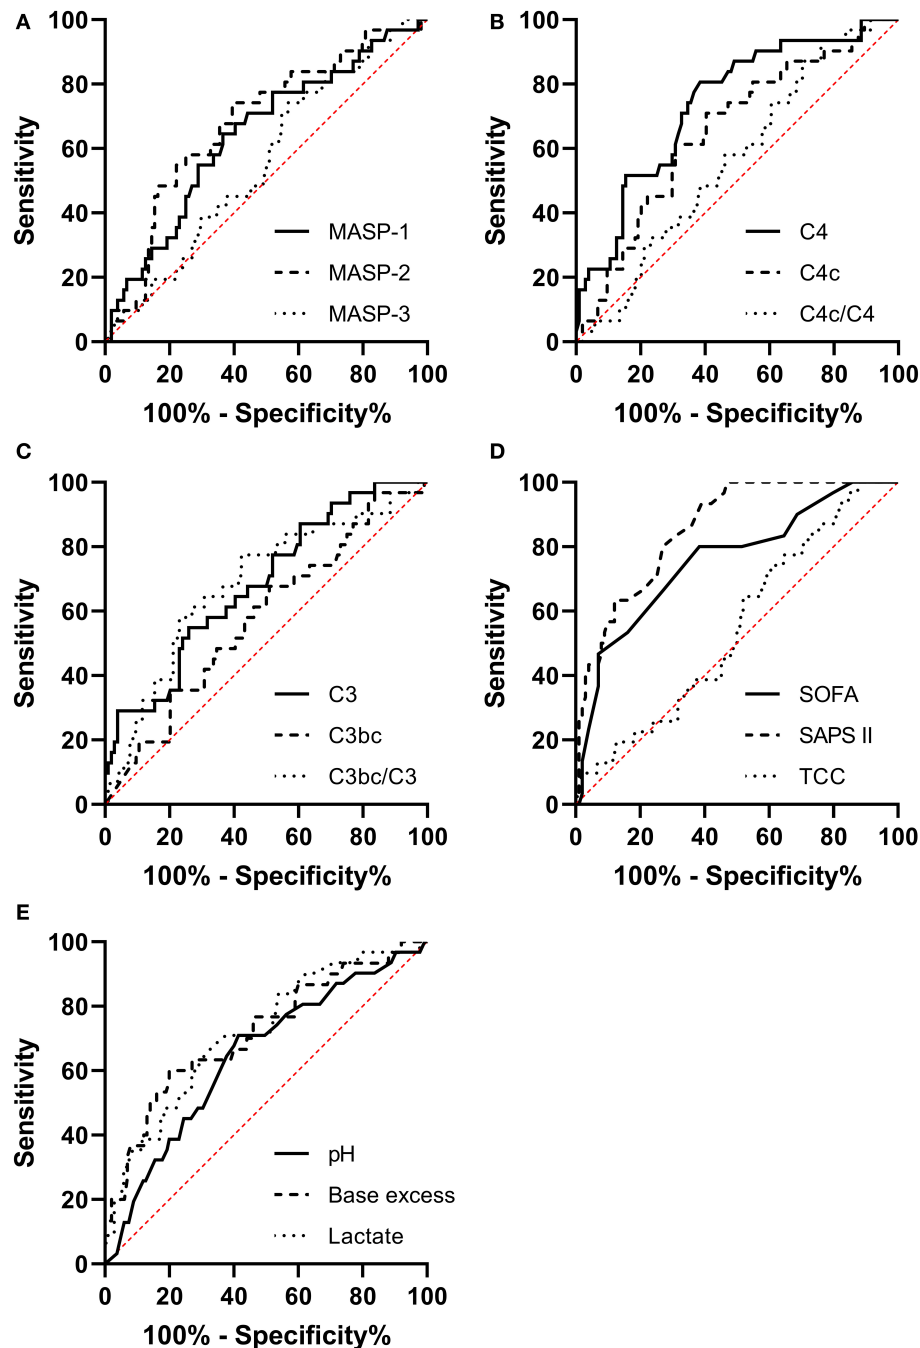 A
100
80
60
40
20
0
Sensitivity
MASP-1
MASP-2
MASP-3
0 20 40 60 80 100
100% - Specificity%
B
100
80
60
40
20
0
Sensitivity
C4
C4c
C4c/C4
0 20 40 60 80 100
100% - Specificity%
C
100
80
60
40
20
0
Sensitivity
C3
C3bc
C3bc/C3
0 20 40 60 80 100
100% - Specificity%
D
100
80
60
40
20
0
Sensitivity
SOFA
SAPS II
TCC
0 20 40 60 80 100
100% - Specificity%
E
100
80
60
40
20
0
Sensitivity
pH
Base excess
Lactate
0 20 40 60 80 100
100% - Specificity%